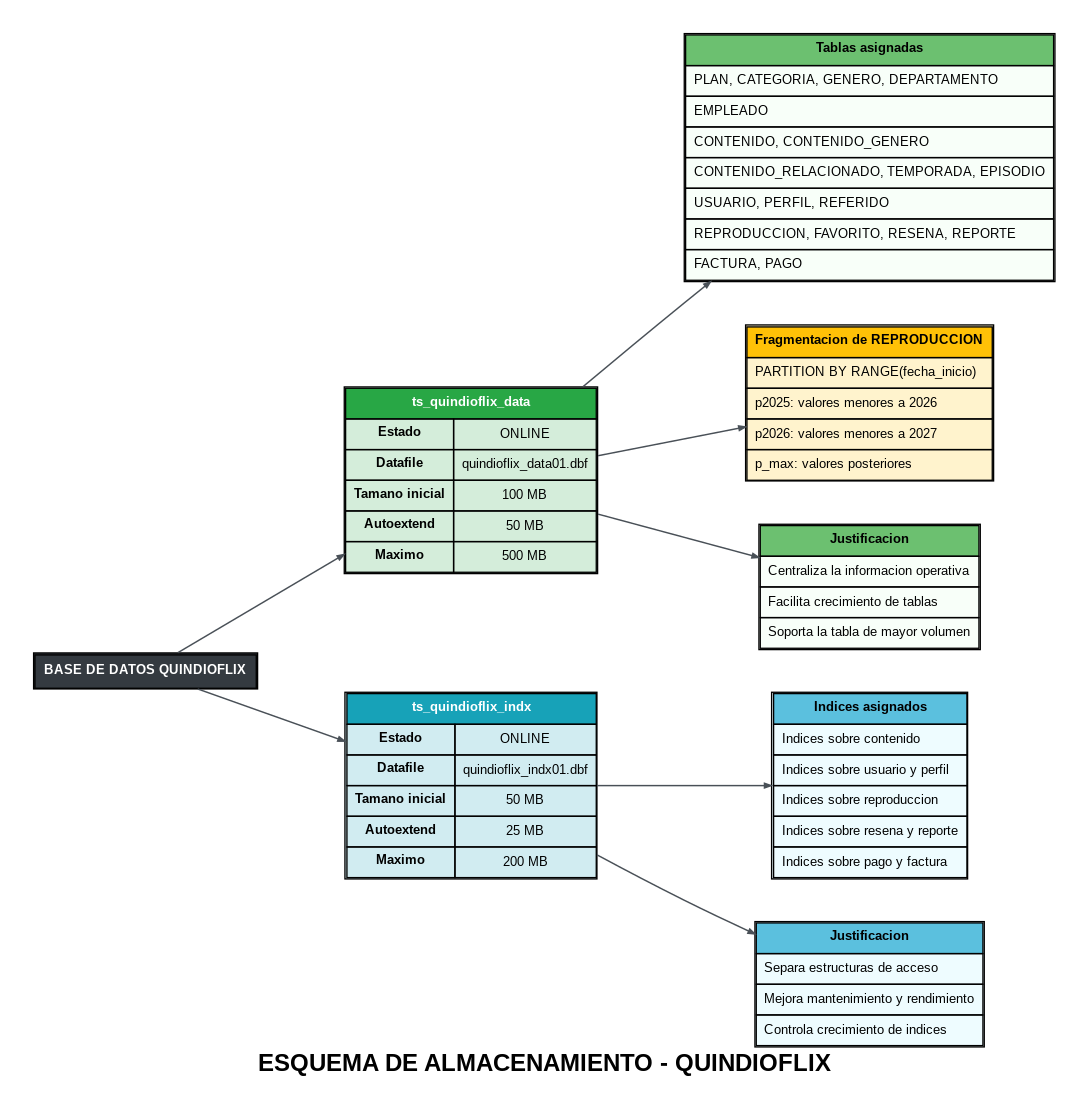 Tablas asignadas
PLAN, CATEGORIA, GENERO, DEPARTAMENTO
EMPLEADO
CONTENIDO, CONTENIDO_GENERO
CONTENIDO_RELACIONADO, TEMPORADA, EPISODIO
USUARIO, PERFIL, REFERIDO
REPRODUCCION, FAVORITO, RESENA, REPORTE
FACTURA, PAGO
Fragmentacion de REPRODUCCION
PARTITION BY RANGE(fecha_inicio)
p2025: valores menores a 2026
p2026: valores menores a 2027
p_max: valores posteriores
ts_quindioflix_data
Estado ONLINE
Datafile quindioflix_data01.dbf
Tamano inicial 100 MB
Autoextend 50 MB
Maximo 500 MB
Justificacion
Centraliza la informacion operativa
Facilita crecimiento de tablas
Soporta la tabla de mayor volumen
BASE DE DATOS QUINDIOFLIX
ts_quindioflix_indx
Estado ONLINE
Datafile quindioflix_indx01.dbf
Tamano inicial 50 MB
Autoextend 25 MB
Maximo 200 MB
Indices asignados
Indices sobre contenido
Indices sobre usuario y perfil
Indices sobre reproduccion
Indices sobre resena y reporte
Indices sobre pago y factura
Justificacion
Separa estructuras de acceso
Mejora mantenimiento y rendimiento
Controla crecimiento de indices
ESQUEMA DE ALMACENAMIENTO - QUINDIOFLIX